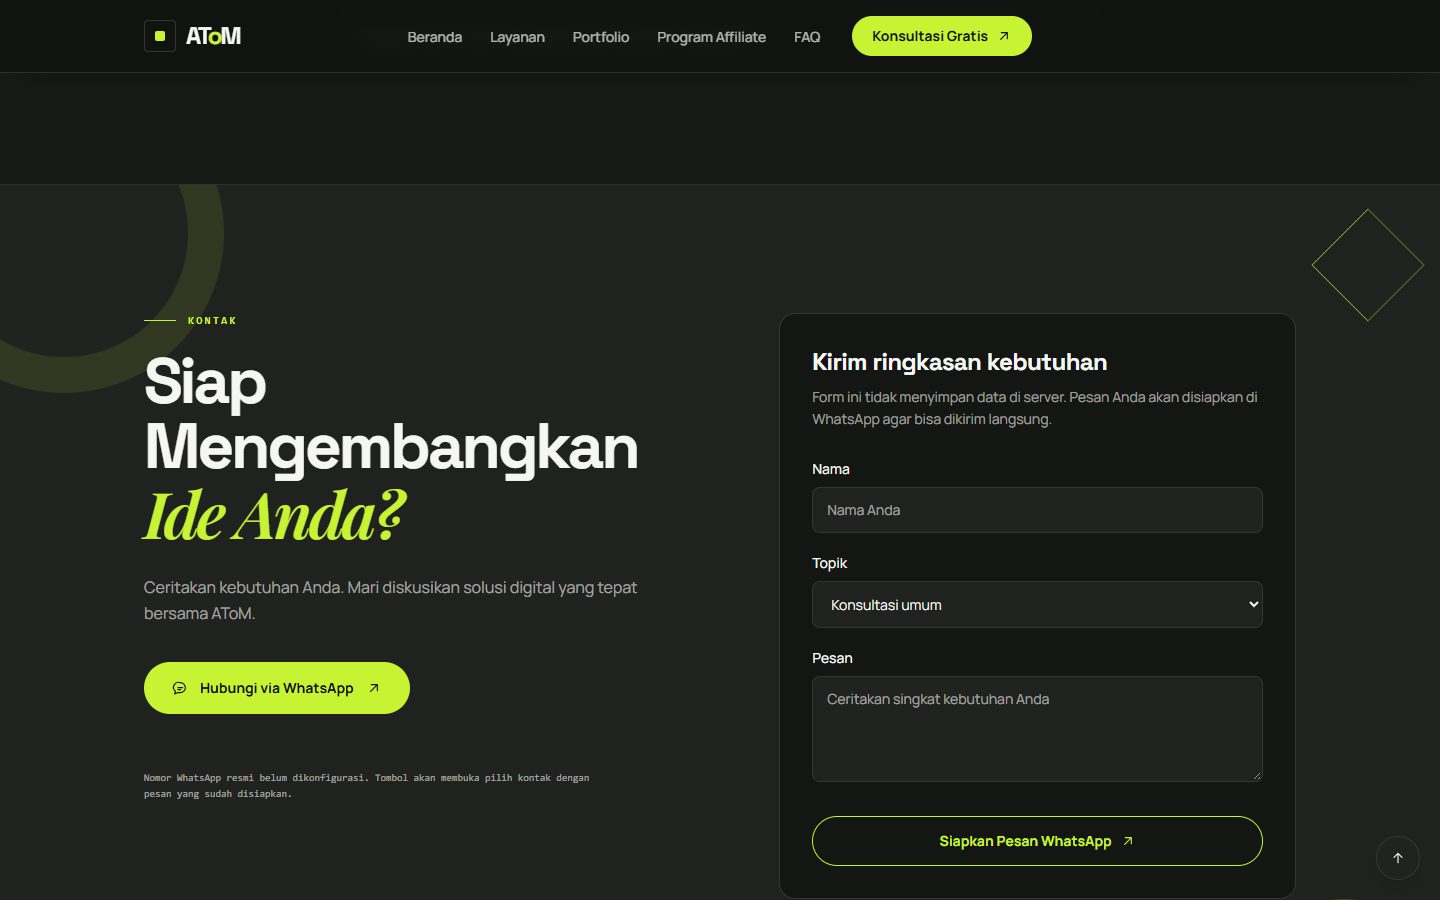 AToM
Beranda
Layanan
Portfolio
Program Affiliate
FAQ
Konsultasi Gratis
KONTAK
Siap
Mengembangkan
Ide Anda?
Ceritakan kebutuhan Anda. Mari diskusikan solusi digital yang tepat
bersama AToM.
Hubungi via WhatsApp
Nomor WhatsApp resmi belum dikonfigurasi. Tombol akan membuka pilih kontak dengan
pesan yang sudah disiapkan.
Kirim ringkasan kebutuhan
Form ini tidak menyimpan data di server. Pesan Anda akan disiapkan di
WhatsApp agar bisa dikirim langsung.
Nama
Nama Anda
Topik
Konsultasi umum
Pesan
Ceritakan singkat kebutuhan Anda
Siapkan Pesan WhatsApp